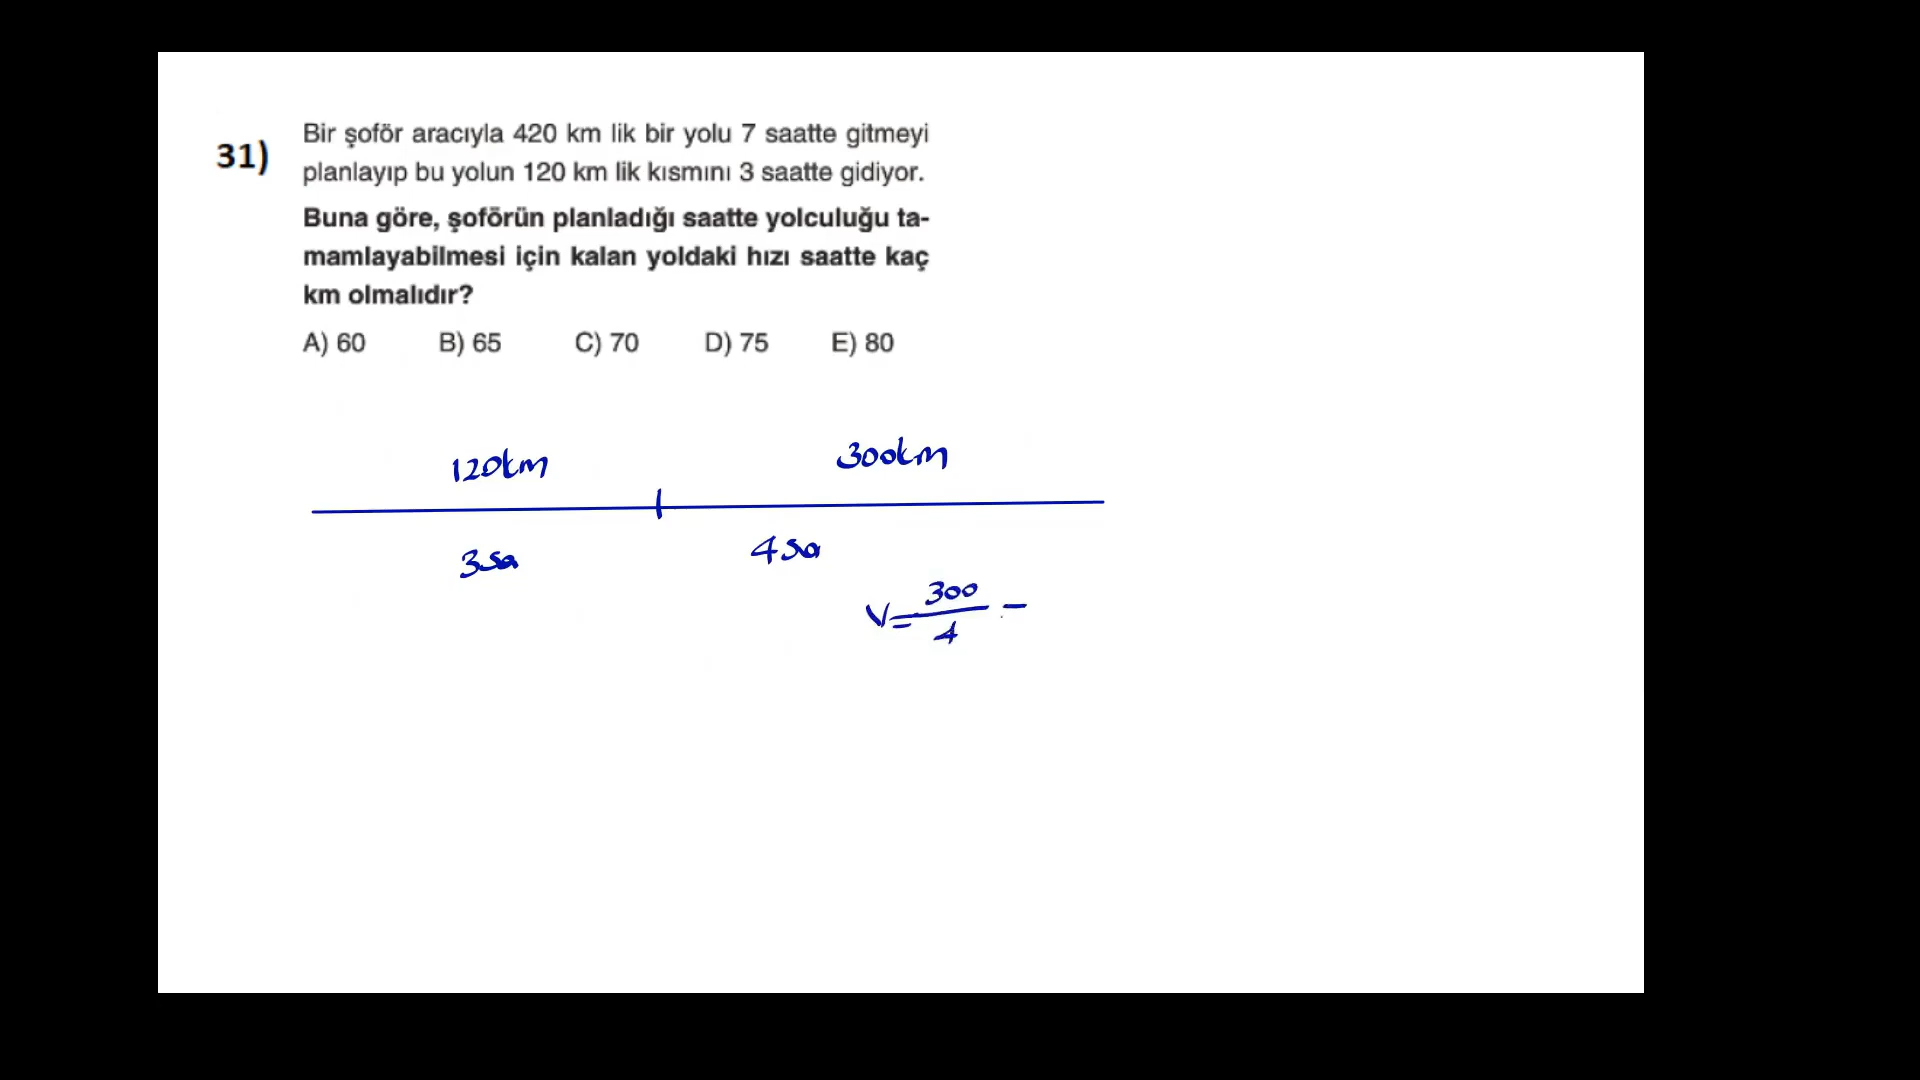 31)
Bir şoför aracıyla 420 km lik bir yolu 7 saatte gitmeyi
planlayıp bu yolun 120 km lik kısmını 3 saatte gidiyor.
Buna göre, şoförün planladığı saatte yolculuğu ta-
mamlayabilmesi için kalan yoldaki hızı saatte kaç
km olmalıdır?
A) 60 B) 65 C) 70 D) 75 E) 80
120km 300km
3sa 4sa
V = 300/4 =